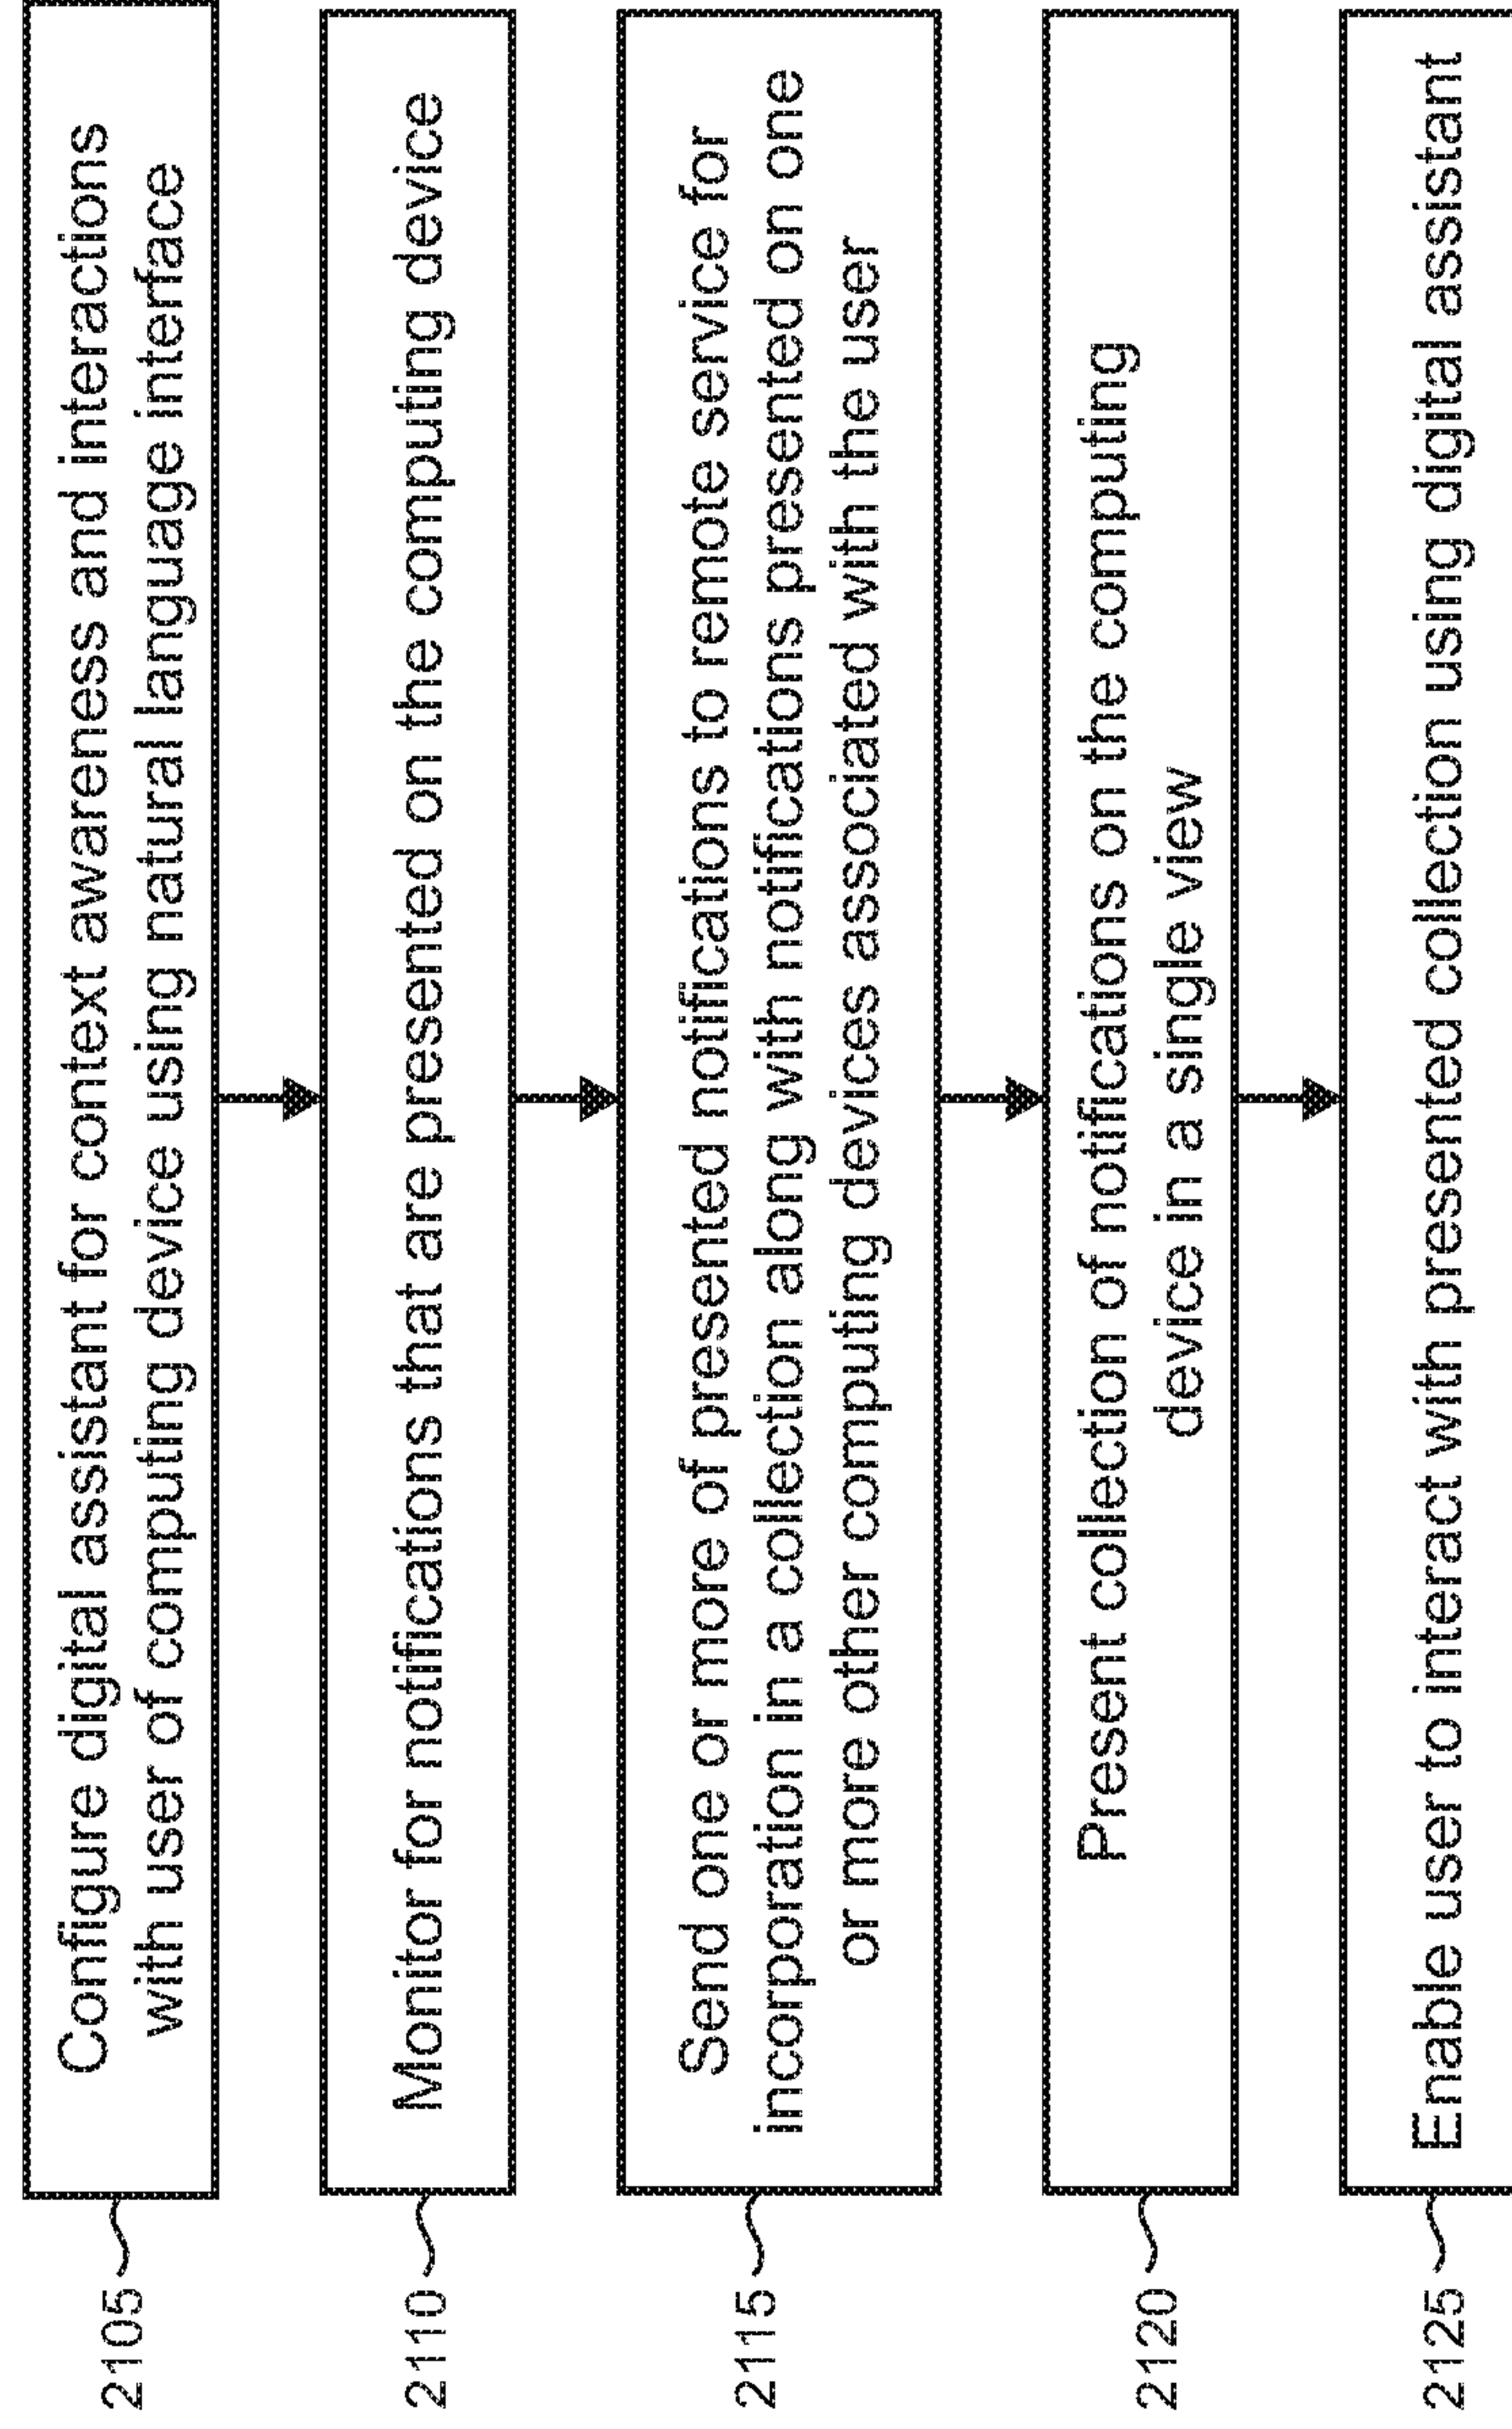 2105
Configure digital assistant for context awareness and interactions
with user of computing device using natural language interface
2110
Monitor for notifications that are presented on the computing device
2115
Send one or more of presented notifications to remote service for
incorporation in a collection along with notifications presented on one
or more other computing devices associated with the user
2120
Present collection of notifications on the computing
device in a single view
2125
Enable user to interact with presented collection using digital assistant